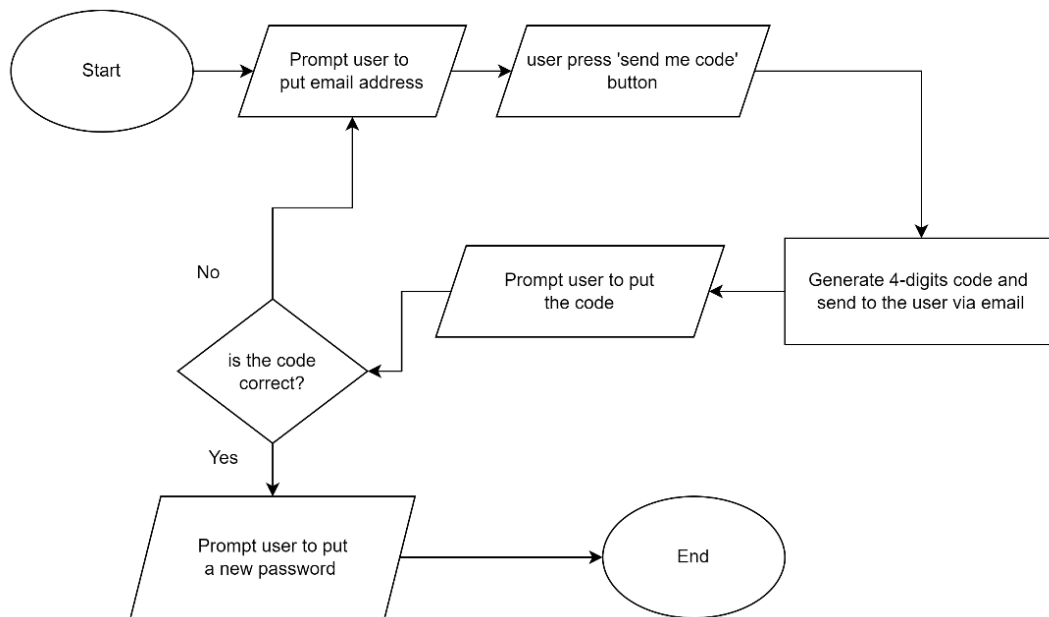 Start
Prompt user to
put email address
user press 'send me code'
button
Generate 4-digits code and
send to the user via email
Prompt user to put
the code
is the code
correct?
No
Yes
Prompt user to put
a new password
End